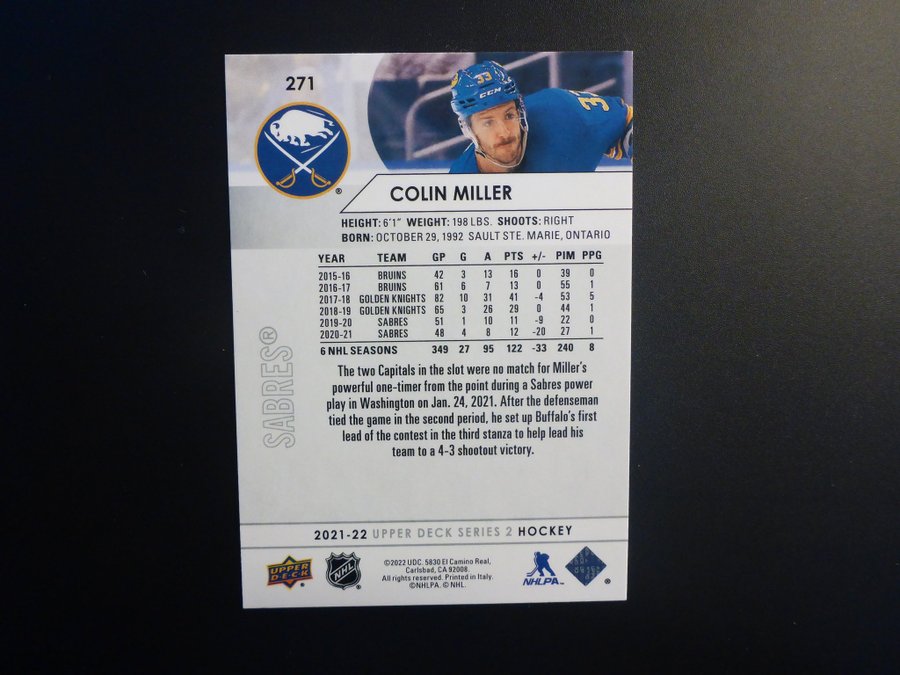 271
33
CCM
33
®
COLIN MILLER
HEIGHT: 6'1" WEIGHT: 198 LBS. SHOOTS: RIGHT
BORN: OCTOBER 29, 1992 SAULT STE. MARIE, ONTARIO
YEAR TEAM GP G A PTS +/- PIM PPG
2015-16 BRUINS 42 3 13 16 0 39 0
2016-17 BRUINS 61 6 7 13 0 55 1
2017-18 GOLDEN KNIGHTS 82 10 31 41 -4 53 5
2018-19 GOLDEN KNIGHTS 65 3 26 29 0 44 1
2019-20 SABRES 51 1 10 11 -9 22 0
2020-21 SABRES 48 4 8 12 -20 27 1
6 NHL SEASONS 349 27 95 122 -33 240 8
SABRES®
The two Capitals in the slot were no match for Miller's
powerful one-timer from the point during a Sabres power
play in Washington on Jan. 24, 2021. After the defenseman
tied the game in the second period, he set up Buffalo's first
lead of the contest in the third stanza to help lead his
team to a 4-3 shootout victory.
2021-22 UPPER DECK SERIES 2 HOCKEY
UPPER DECK
®
NHL
©2022 UDC. 5830 El Camino Real,
Carlsbad, CA 92008.
All rights reserved. Printed in Italy.
©NHLPA. © NHL.
NHLPA
®